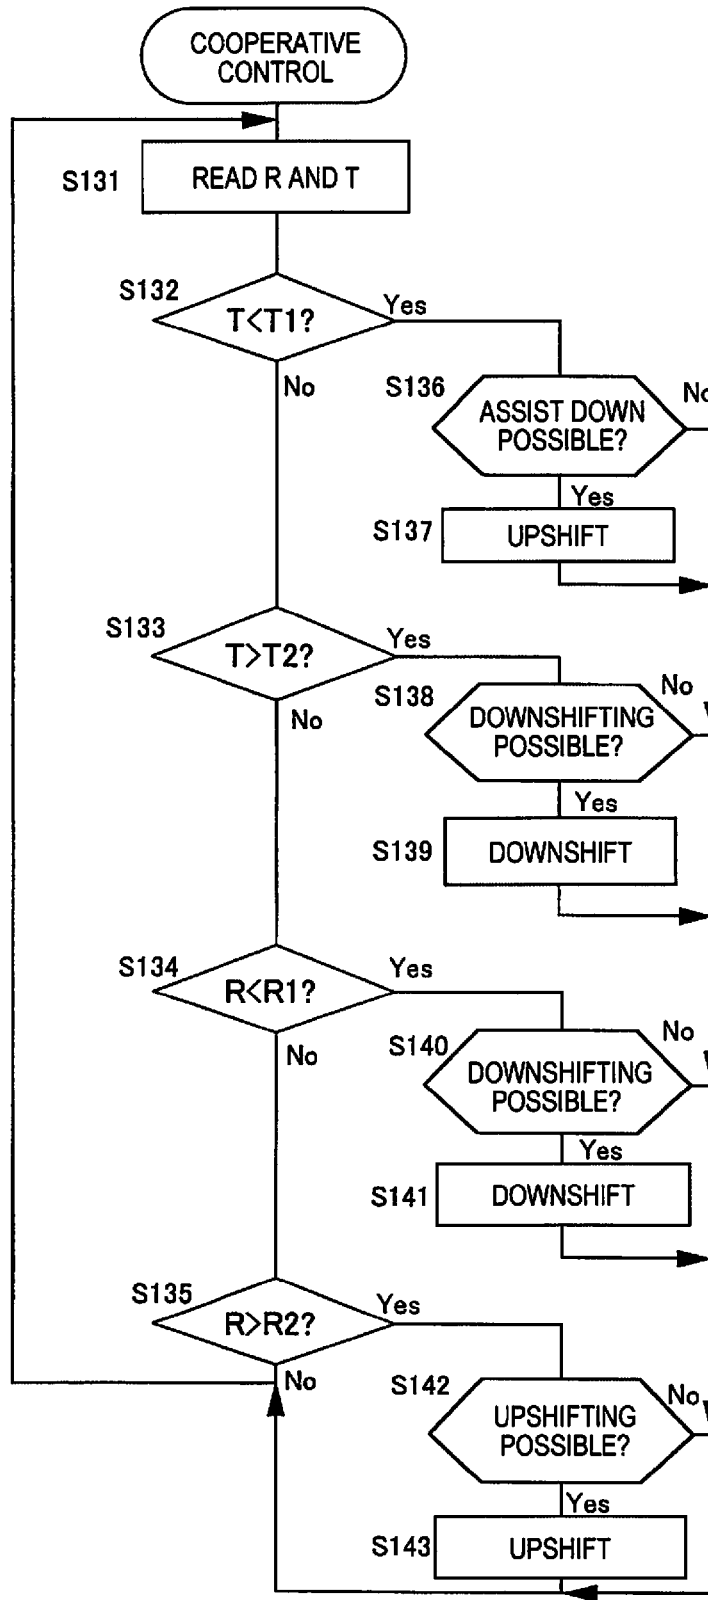 COOPERATIVE
CONTROL
S131
READ R AND T
S132
T<T1?
Yes
No
S136
ASSIST DOWN
POSSIBLE?
No
Yes
S137
UPSHIFT
S133
T>T2?
Yes
No
S138
DOWNSHIFTING
POSSIBLE?
No
Yes
S139
DOWNSHIFT
S134
R<R1?
Yes
No
S140
DOWNSHIFTING
POSSIBLE?
No
Yes
S141
DOWNSHIFT
S135
R>R2?
Yes
No
S142
UPSHIFTING
POSSIBLE?
No
Yes
S143
UPSHIFT